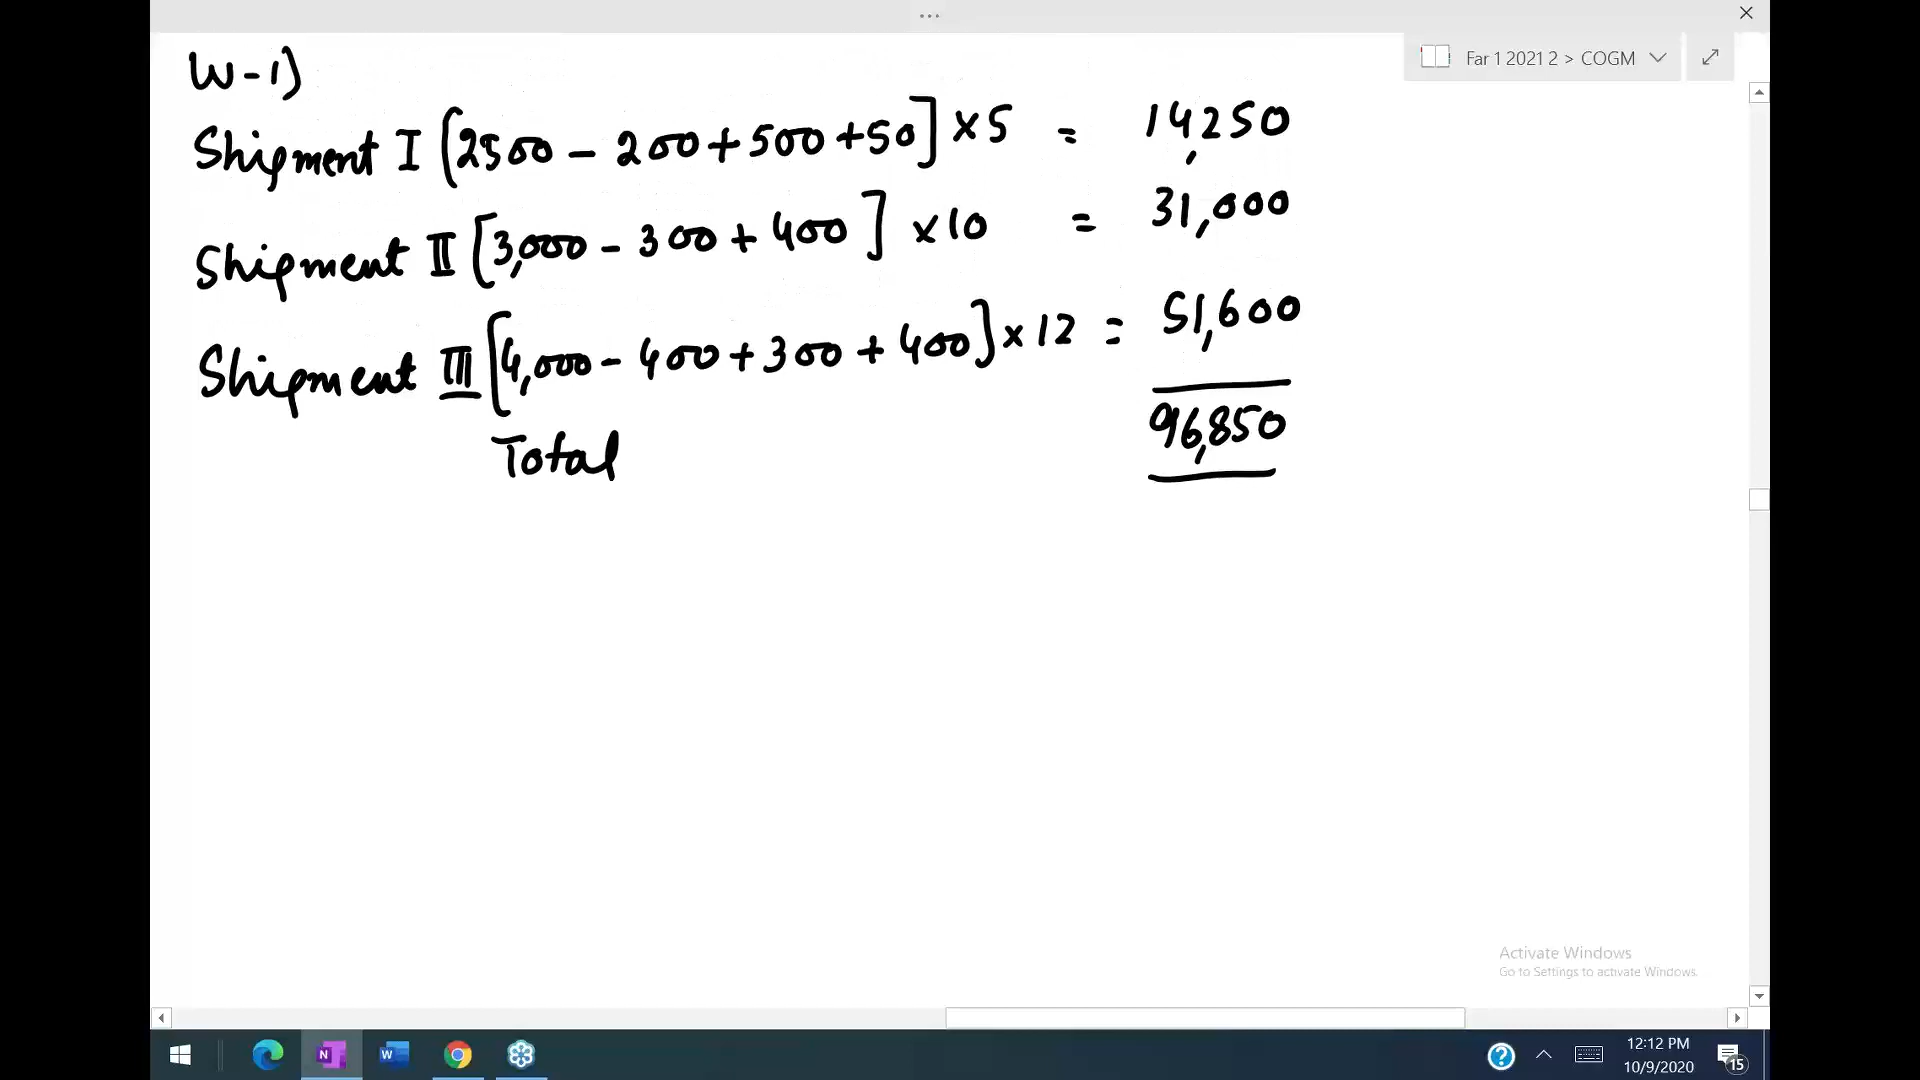 Far 1 2021 2 > COGM
W-1)
Shipment I [2500 - 200 + 500 + 50] x 5 = 14,250
Shipment II [3,000 - 300 + 400] x 10 = 31,000
Shipment III [4,000 - 400 + 300 + 400] x 12 = 51,600
Total 96,850
Activate Windows
Go to Settings to activate Windows.
12:12 PM
10/9/2020
15